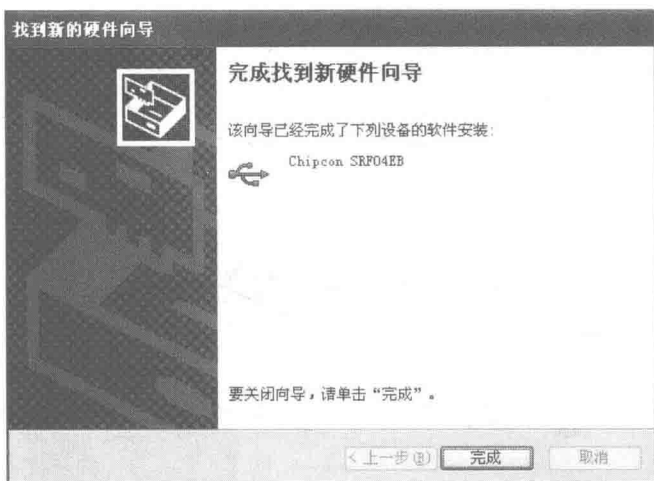 找到新的硬件向导
完成找到新硬件向导
该向导已经完成了下列设备的软件安装:
Chipcon SRF04EB
要关闭向导，请单击“完成”。
<上一步(B)
完成
取消